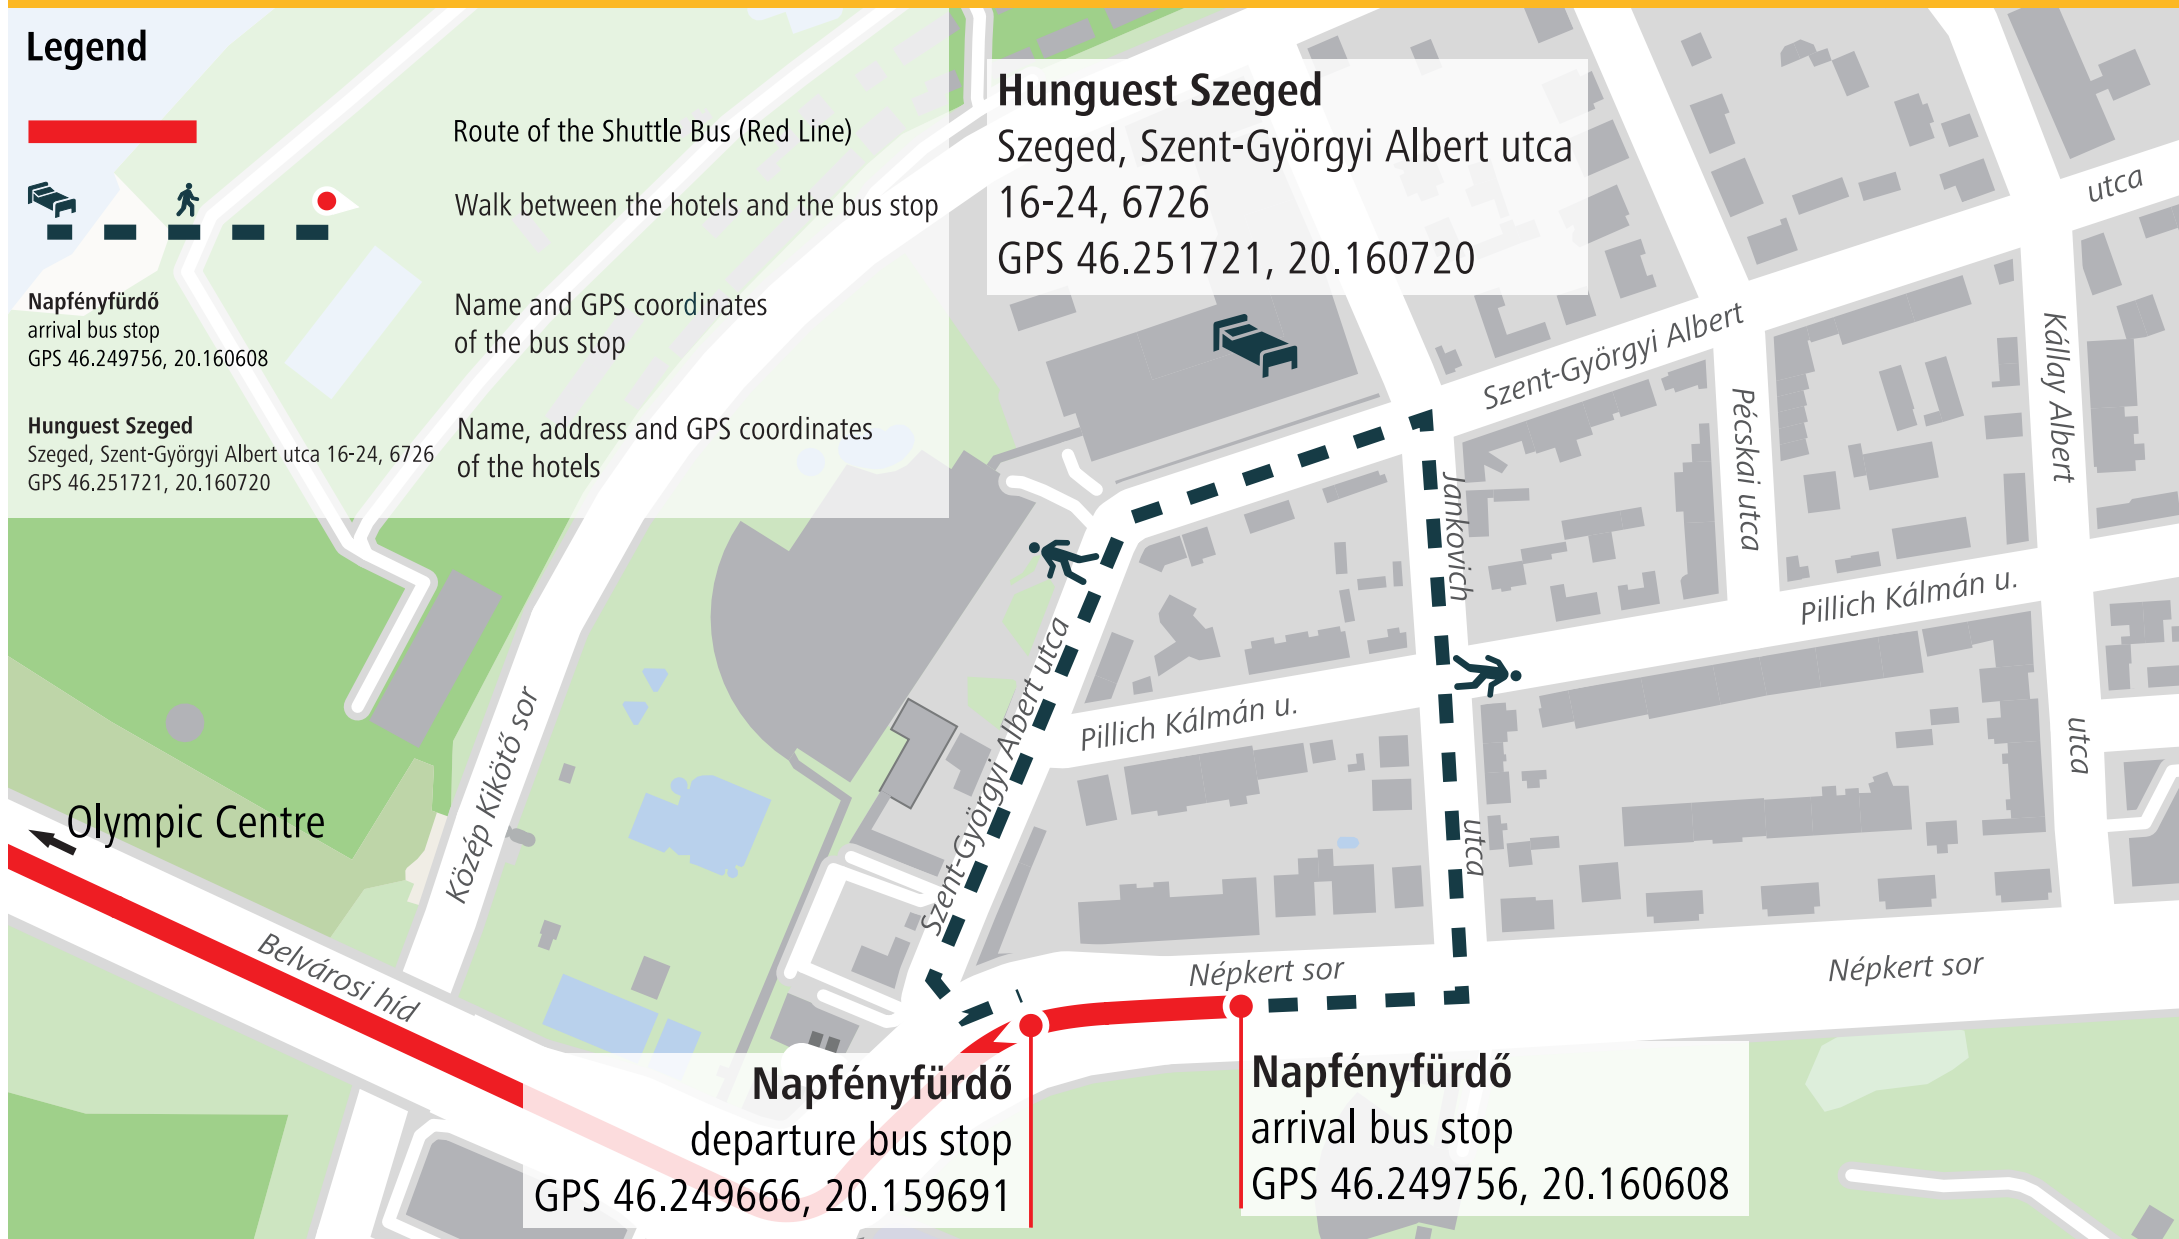 Legend
Route of the Shuttle Bus (Red Line)
Walk between the hotels and the bus stop
Napfényfürdő
arrival bus stop
GPS 46.249756, 20.160608
Name and GPS coordinates
of the bus stop
Hunguest Szeged
Szeged, Szent-Györgyi Albert utca 16-24, 6726
GPS 46.251721, 20.160720
Name, address and GPS coordinates
of the hotels
Hunguest Szeged
Szeged, Szent-Györgyi Albert utca
16-24, 6726
GPS 46.251721, 20.160720
utca
Szent-Györgyi Albert
Kállay Albert
Pécskai utca
Jankovich
Pillich Kálmán u.
Szent-Györgyi Albert utca
Pillich Kálmán u.
utca
utca
Közép Kikötő sor
Olympic Centre
Belvárosi híd
Népkert sor
Népkert sor
Napfényfürdő
departure bus stop
GPS 46.249666, 20.159691
Napfényfürdő
arrival bus stop
GPS 46.249756, 20.160608